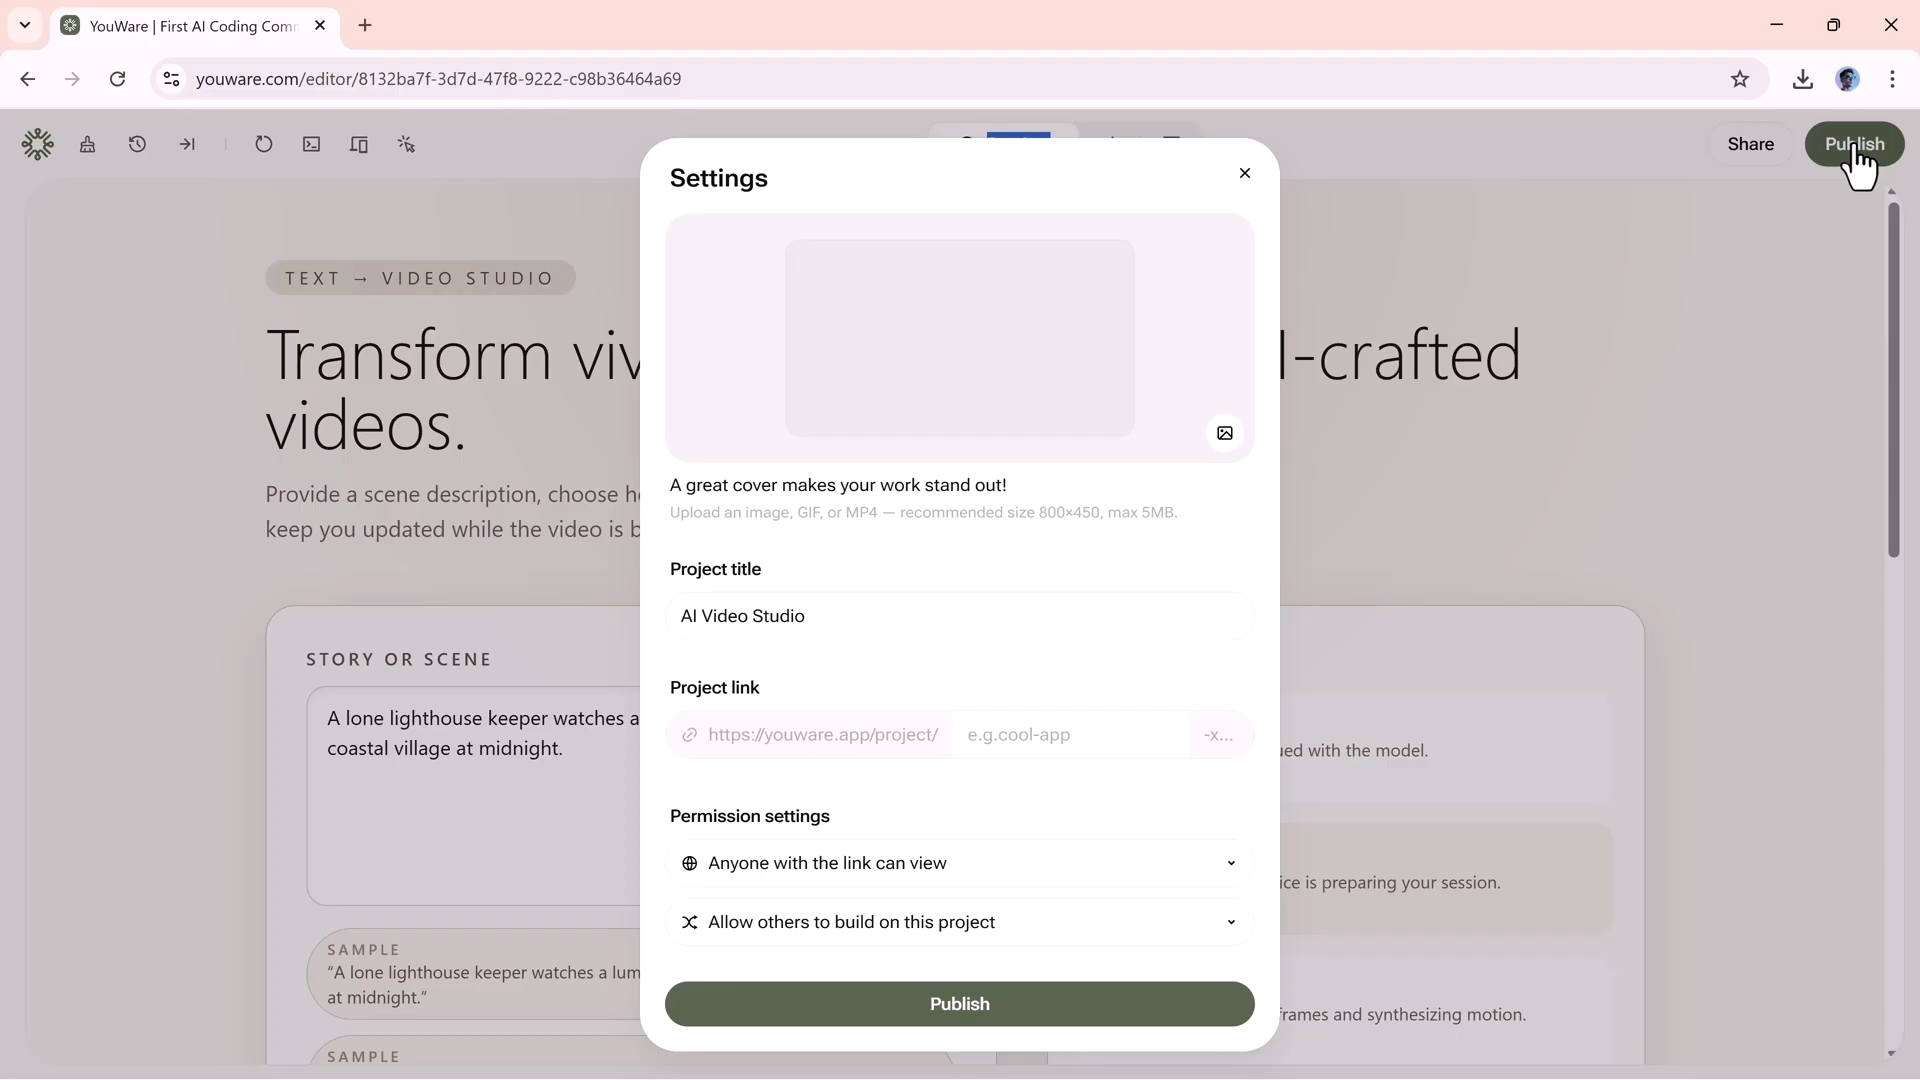 YouWare | First AI Coding Com
youware.com/editor/8132ba7f-3d7d-47f8-9222-c98b36464a69
Share
Publish
Settings
TEXT → VIDEO STUDIO
Transform viv
I-crafted
videos.
Provide a scene description, choose h
keep you updated while the video is b
A great cover makes your work stand out!
Upload an image, GIF, or MP4 — recommended size 800×450, max 5MB.
Project title
AI Video Studio
Project link
https://youware.app/project/
e.g.cool-app
-x...
STORY OR SCENE
A lone lighthouse keeper watches a
coastal village at midnight.
ued with the model.
Permission settings
Anyone with the link can view
ice is preparing your session.
Allow others to build on this project
SAMPLE
“A lone lighthouse keeper watches a lum
at midnight.”
Publish
frames and synthesizing motion.
SAMPLE